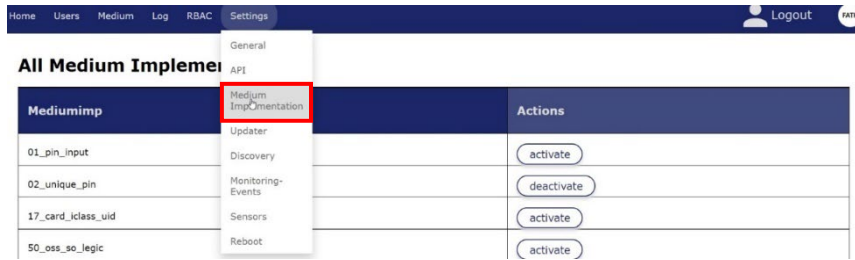 Home Users Medium Log RBAC Settings Logout
General
All Medium Impleme
API
Medium
Implementation
Mediumimp
Actions
Updater
01_pin_input
Discovery
activate
02_unique_pin
Monitoring-
Events
deactivate
17_card_iclass_uid
Sensors
activate
50_oss_so_legic
Reboot
activate